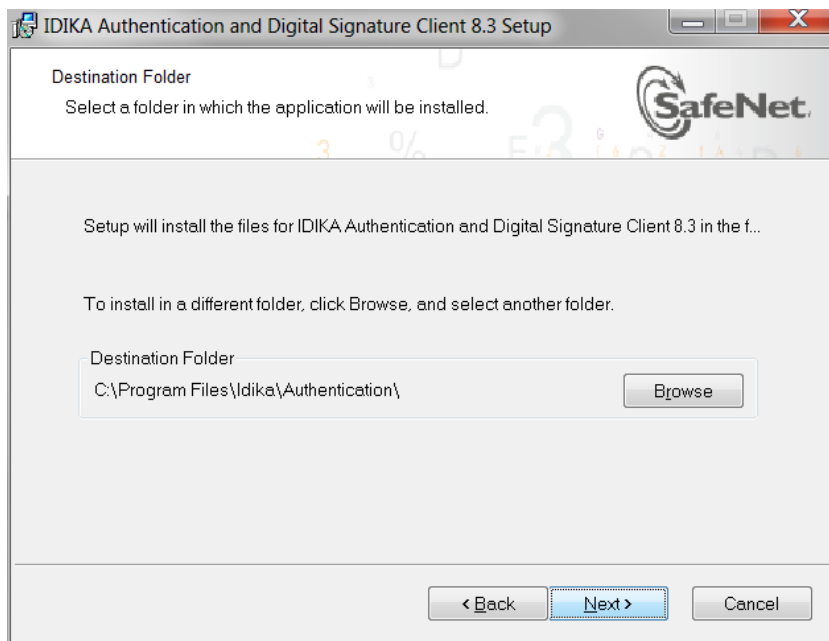 IDIKA Authentication and Digital Signature Client 8.3 Setup
Destination Folder
Select a folder in which the application will be installed.
SafeNet.
Setup will install the files for IDIKA Authentication and Digital Signature Client 8.3 in the f...
To install in a different folder, click Browse, and select another folder.
Destination Folder
C:\Program Files\Idika\Authentication\
Browse
< Back
Next >
Cancel